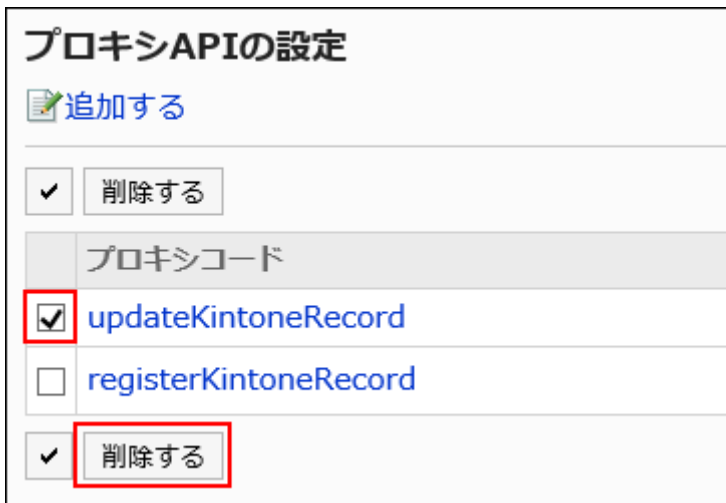 プロキシAPIの設定
追加する
削除する
プロキシコード
updateKintoneRecord
registerKintoneRecord
削除する